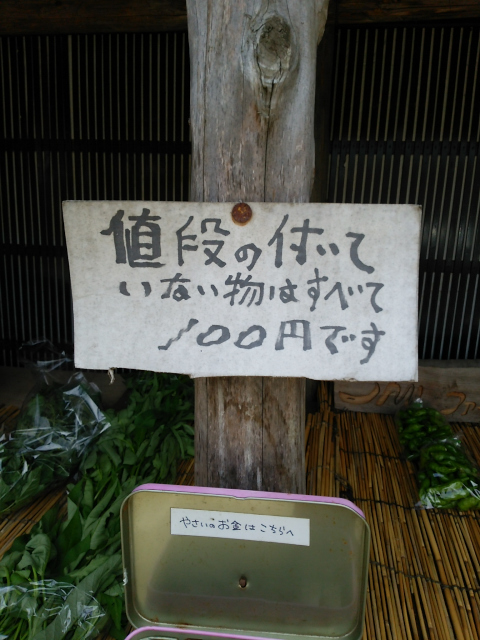 値段の付いて
いない物はすべて
100円です
やさいのお金はこちらへ